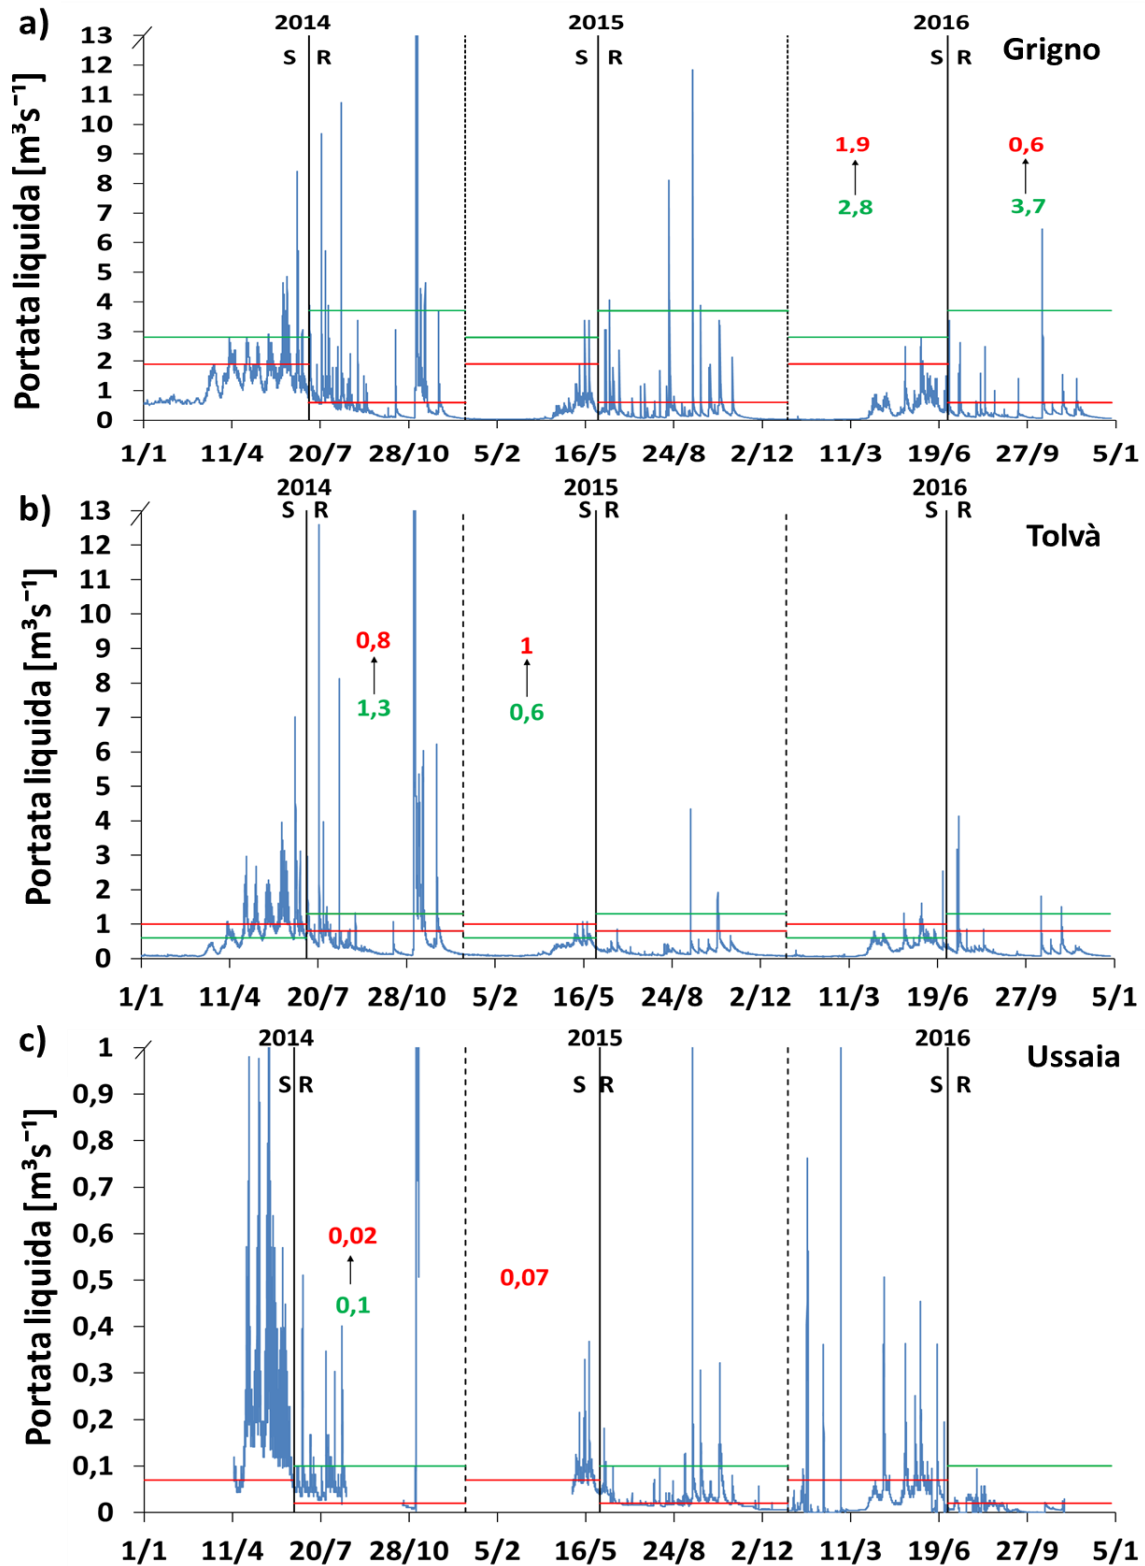 a)
2014
2015
2016
S R
S R
S R
Grigno
Portata liquida [m³s⁻¹]
13
12
11
10
9
8
7
6
5
4
3
2
1
0
1,9
2,8
0,6
3,7
1/1 11/4 20/7 28/10 5/2 16/5 24/8 2/12 11/3 19/6 27/9 5/1
b)
2014
2015
2016
S R
S R
S R
Tolvà
Portata liquida [m³s⁻¹]
13
12
11
10
9
8
7
6
5
4
3
2
1
0
0,8
1,3
1
0,6
1/1 11/4 20/7 28/10 5/2 16/5 24/8 2/12 11/3 19/6 27/9 5/1
c)
2014
2015
2016
S R
S R
S R
Ussaia
Portata liquida [m³s⁻¹]
1
0,9
0,8
0,7
0,6
0,5
0,4
0,3
0,2
0,1
0
0,02
0,1
0,07
1/1 11/4 20/7 28/10 5/2 16/5 24/8 2/12 11/3 19/6 27/9 5/1